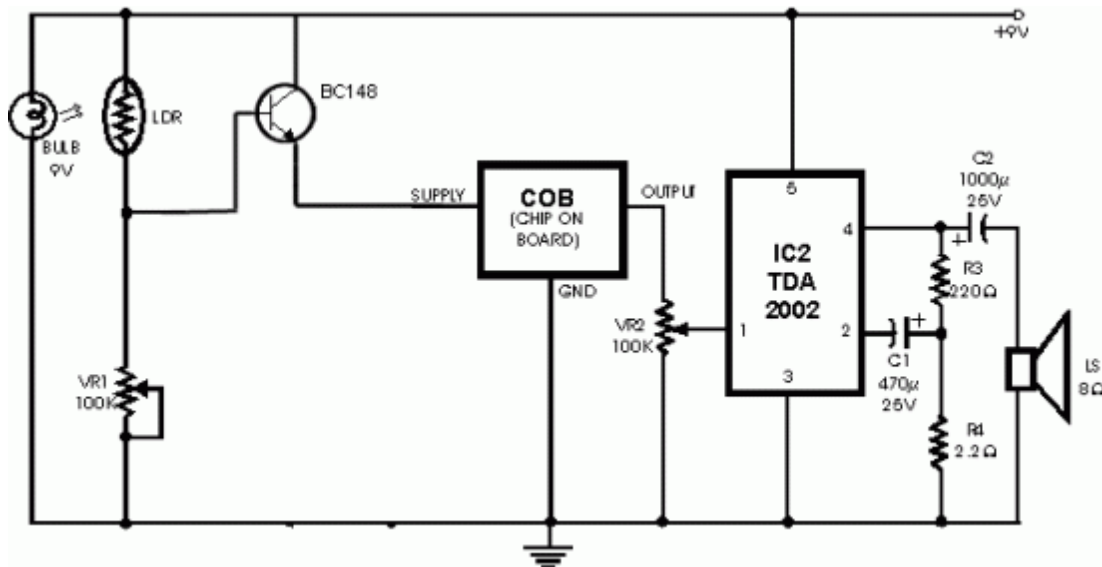 +9V
BC148
LDR
BULB
9V
C2
1000μ
25V
SUPPLY
COB
(CHIP ON
BOARD)
OUTPUT
5
4
IC2
TDA
2002
R3
220Ω
GND
VR2
100K
1
2
+
+
C1
470μ
25V
3
LS
8Ω
VR1
100K
R4
2.2Ω